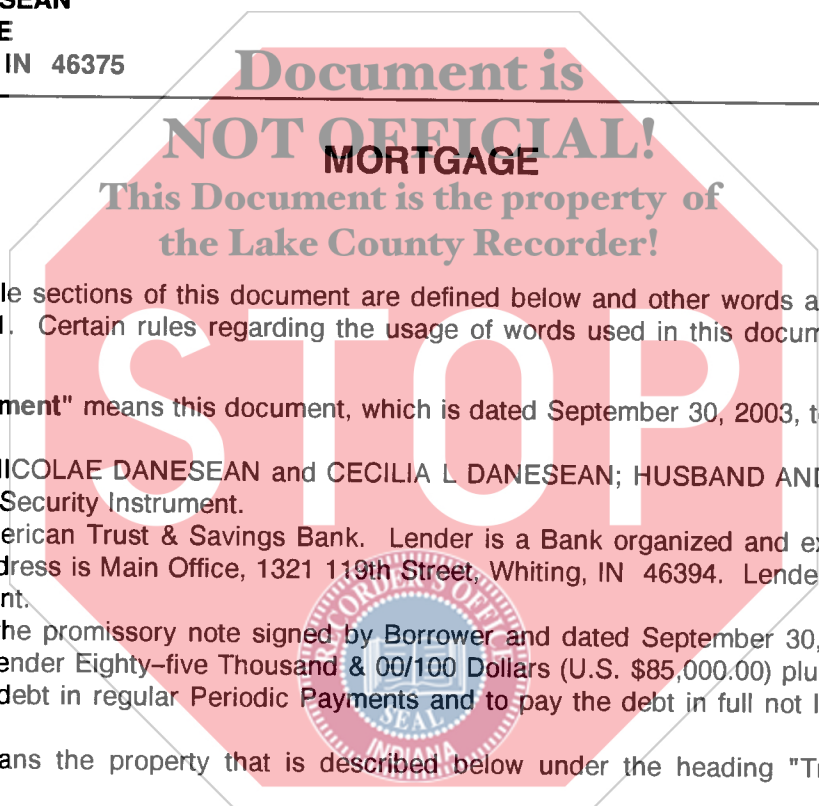 SEAN
E
IN 46375
Document is
NOT OFFICIAL!
MORTGAGE
This Document is the property of
the Lake County Recorder!
le sections of this document are defined below and other words a
1. Certain rules regarding the usage of words used in this docum
ment" means this document, which is dated September 30, 2003, t
NICOLAE DANESEAN and CECILIA L DANESEAN; HUSBAND AND
Security Instrument.
erican Trust & Savings Bank. Lender is a Bank organized and ex
dress is Main Office, 1321 119th Street, Whiting, IN 46394. Lende
nt.
he promissory note signed by Borrower and dated September 30,
ender Eighty-five Thousand & 00/100 Dollars (U.S. $85,000.00) plu
debt in regular Periodic Payments and to pay the debt in full not l
ans the property that is described below under the heading "Tr
STOP
RECORDER'S OFFICE
SEAL
INDIANA